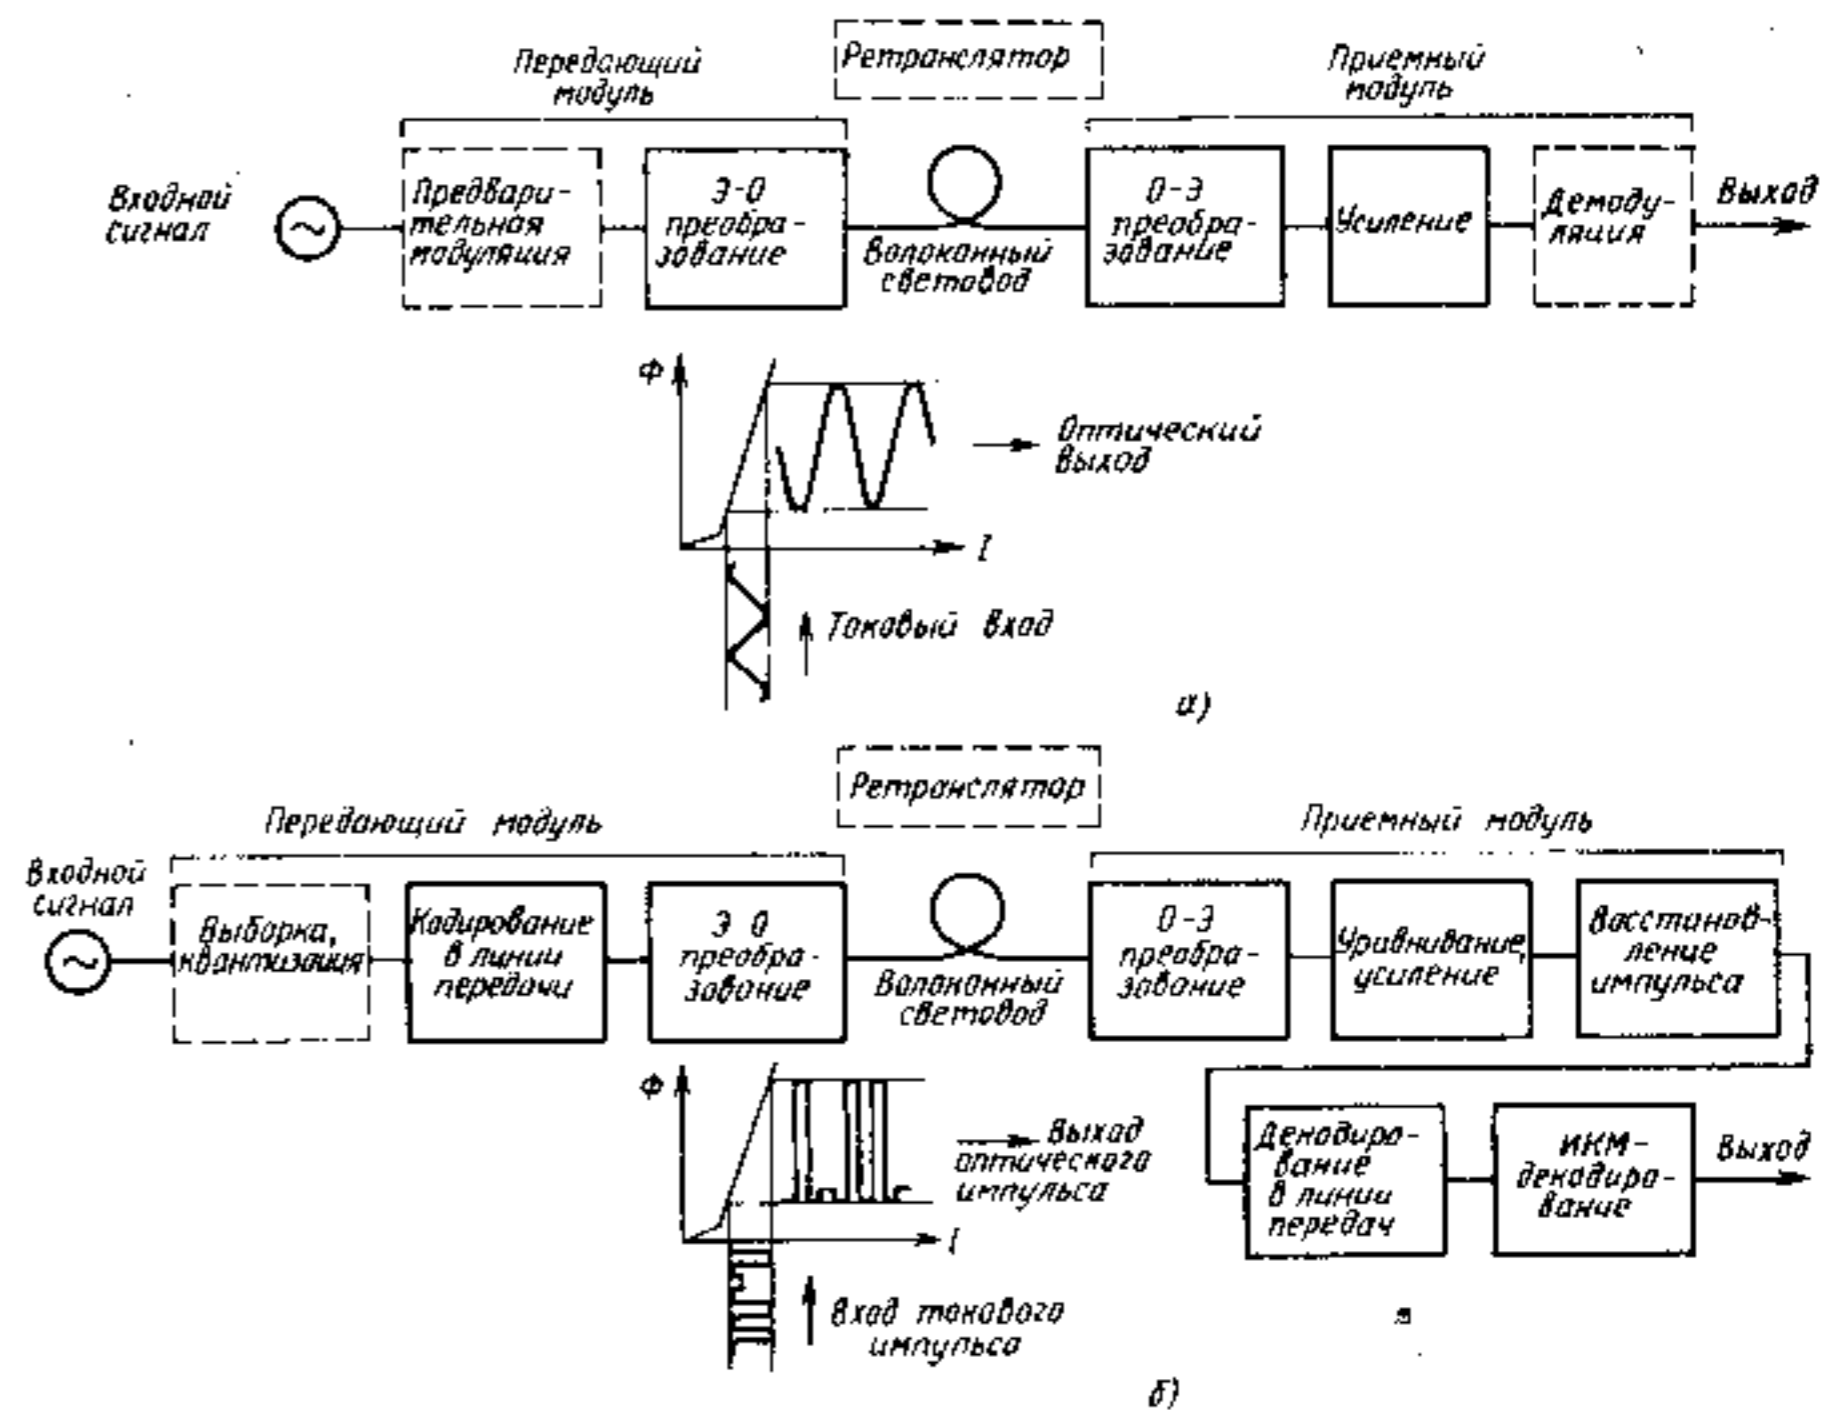 Передающий
модуль
Ретранслятор
Приемный
модуль
Входной
сигнал
Предвари-
тельная
модуляция
Э-О
преобра-
зование
Волоконный
световод
О-Э
преобра-
зование
Усиление
Демоду-
ляция
Выход
Ф
I
Оптический
выход
Токовый вход
а)
Ретранслятор
Передающий модуль
Приемный модуль
Входной
сигнал
Выборка,
квантизация
Кодирование
в линии
передачи
Э О
преобра-
зование
Волоконный
световод
О-Э
преобра-
зование
Уравнивание,
усиление
Восстанов-
ление
импульса
Декодиро-
вание
в линии
передач
ИКМ-
декодиро-
вание
Выход
Ф
I
Выход
оптического
импульса
Вход токового
импульса
б)